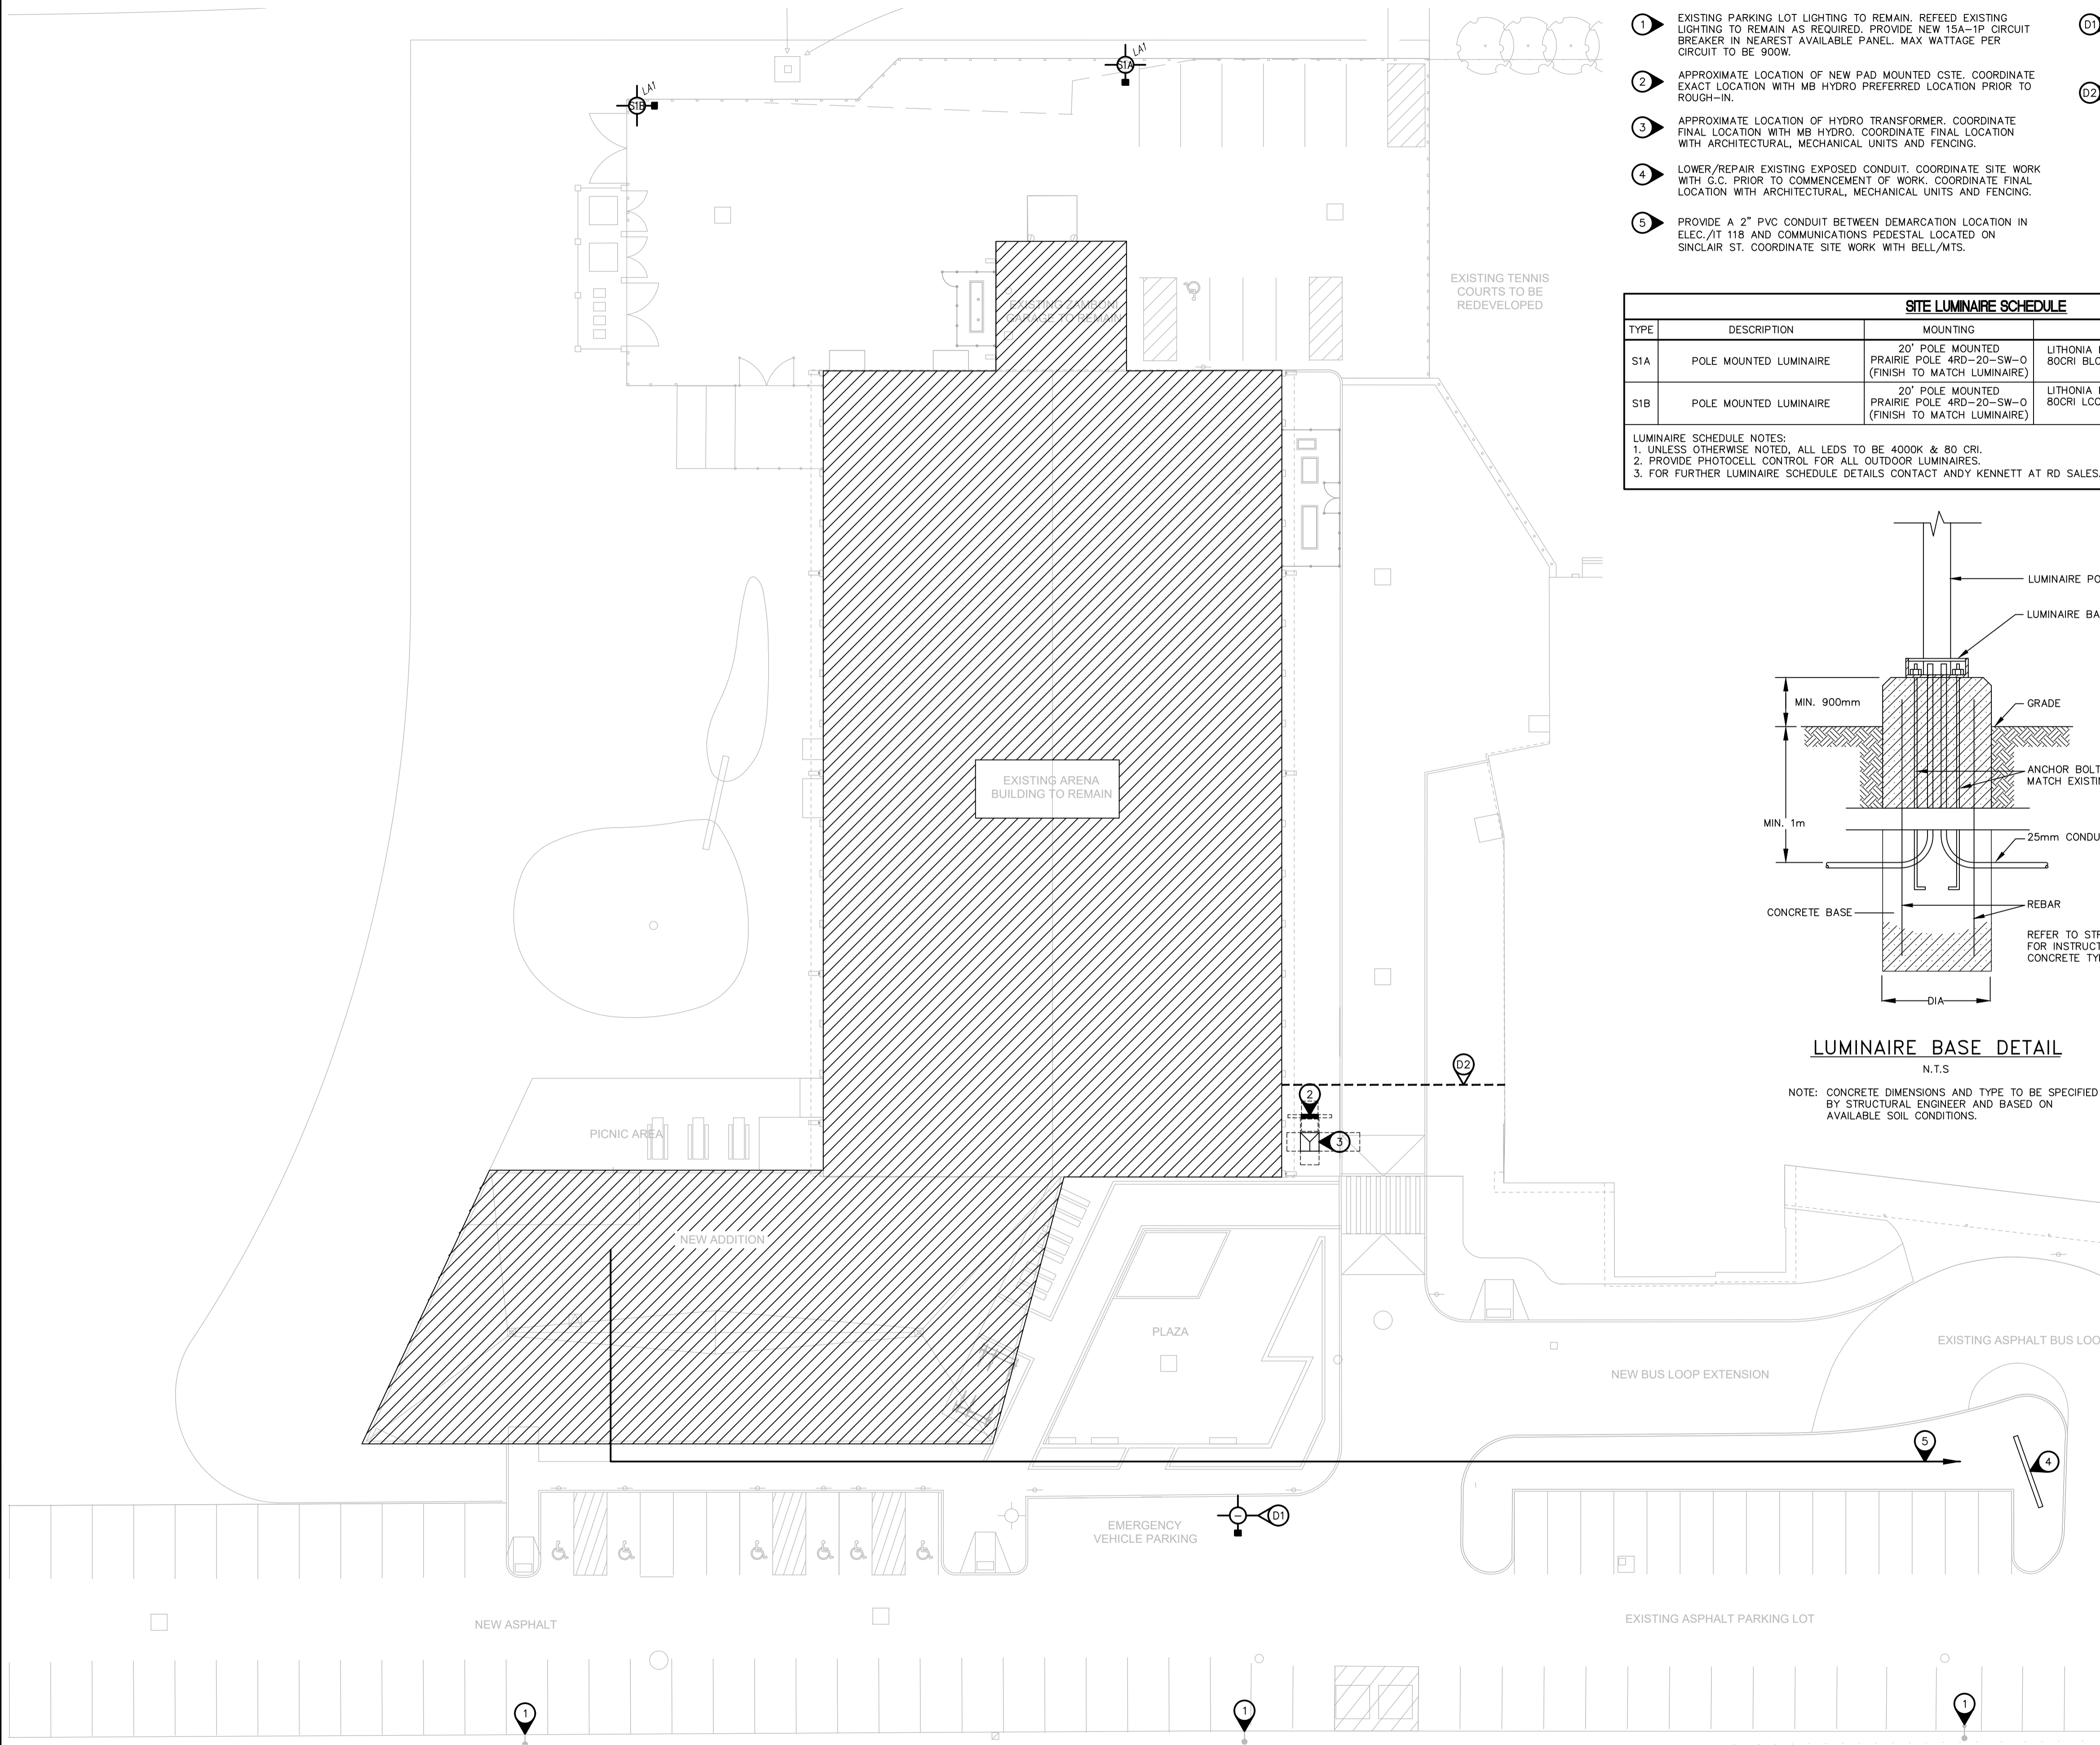 1
EXISTING PARKING LOT LIGHTING TO REMAIN. REFEED EXISTING
LIGHTING TO REMAIN AS REQUIRED. PROVIDE NEW 15A-1P CIRCUIT
BREAKER IN NEAREST AVAILABLE PANEL. MAX WATTAGE PER
CIRCUIT TO BE 900W.
2
APPROXIMATE LOCATION OF NEW PAD MOUNTED CSTE. COORDINATE
EXACT LOCATION WITH MB HYDRO PREFERRED LOCATION PRIOR TO
ROUGH-IN.
3
APPROXIMATE LOCATION OF HYDRO TRANSFORMER. COORDINATE
FINAL LOCATION WITH MB HYDRO. COORDINATE FINAL LOCATION
WITH ARCHITECTURAL, MECHANICAL UNITS AND FENCING.
4
LOWER/REPAIR EXISTING EXPOSED CONDUIT. COORDINATE SITE WORK
WITH G.C. PRIOR TO COMMENCEMENT OF WORK. COORDINATE FINAL
LOCATION WITH ARCHITECTURAL, MECHANICAL UNITS AND FENCING.
5
PROVIDE A 2" PVC CONDUIT BETWEEN DEMARCATION LOCATION IN
ELEC./IT 118 AND COMMUNICATIONS PEDESTAL LOCATED ON
SINCLAIR ST. COORDINATE SITE WORK WITH BELL/MTS.
D1
D2
SITE LUMINAIRE SCHEDULE
TYPE DESCRIPTION MOUNTING
S1A POLE MOUNTED LUMINAIRE
20' POLE MOUNTED
PRAIRIE POLE 4RD-20-SW-O
(FINISH TO MATCH LUMINAIRE)
LITHONIA
80CRI
S1B POLE MOUNTED LUMINAIRE
20' POLE MOUNTED
PRAIRIE POLE 4RD-20-SW-O
(FINISH TO MATCH LUMINAIRE)
LITHONIA
80CRI
LUMINAIRE SCHEDULE NOTES:
1. UNLESS OTHERWISE NOTED, ALL LEDS TO BE 4000K & 80 CRI.
2. PROVIDE PHOTOCELL CONTROL FOR ALL OUTDOOR LUMINAIRES.
3. FOR FURTHER LUMINAIRE SCHEDULE DETAILS CONTACT ANDY KENNETT AT RD SALES.
LUMINAIRE PO
LUMINAIRE BA
MIN. 900mm
GRADE
ANCHOR BOLT
MATCH EXISTIN
MIN. 1m
25mm CONDU
REBAR
CONCRETE BASE
REFER TO STR
FOR INSTRUCT
CONCRETE TY
DIA
LUMINAIRE BASE DETAIL
N.T.S
NOTE: CONCRETE DIMENSIONS AND TYPE TO BE SPECIFIED
BY STRUCTURAL ENGINEER AND BASED ON
AVAILABLE SOIL CONDITIONS.
S1B
LA1
S1A
LA1
EXISTING ZAMBONI
GARAGE TO REMAIN
EXISTING TENNIS
COURTS TO BE
REDEVELOPED
EXISTING ARENA
BUILDING TO REMAIN
D2
2
3
PICNIC AREA
NEW ADDITION
PLAZA
NEW BUS LOOP EXTENSION
EXISTING ASPHALT BUS LOO
5
4
D1
EMERGENCY
VEHICLE PARKING
NEW ASPHALT
EXISTING ASPHALT PARKING LOT
1
1
1